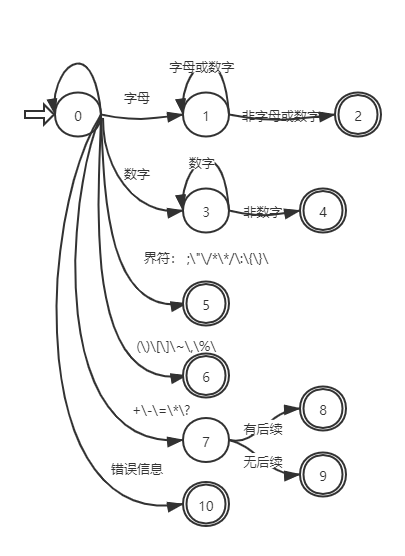 字母或数字
字母
0
1
非字母或数字
2
数字
数字
3
非数字
4
界符： ;\"\/*\*/\:\{\}\
5
(\)\[\]\~\,\%\
6
+\-\=\*\?
7
有后续
8
无后续
9
错误信息
10